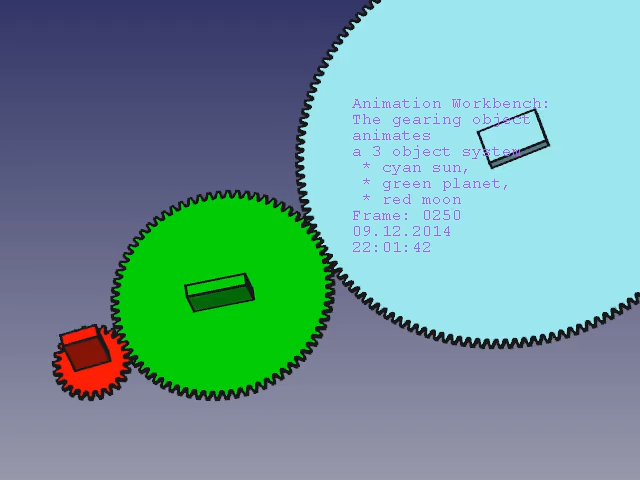 Animation Workbench:
The gearing object
animates
a 3 object system
* cyan sun,
* green planet,
* red moon
Frame: 0250
09.12.2014
22:01:42